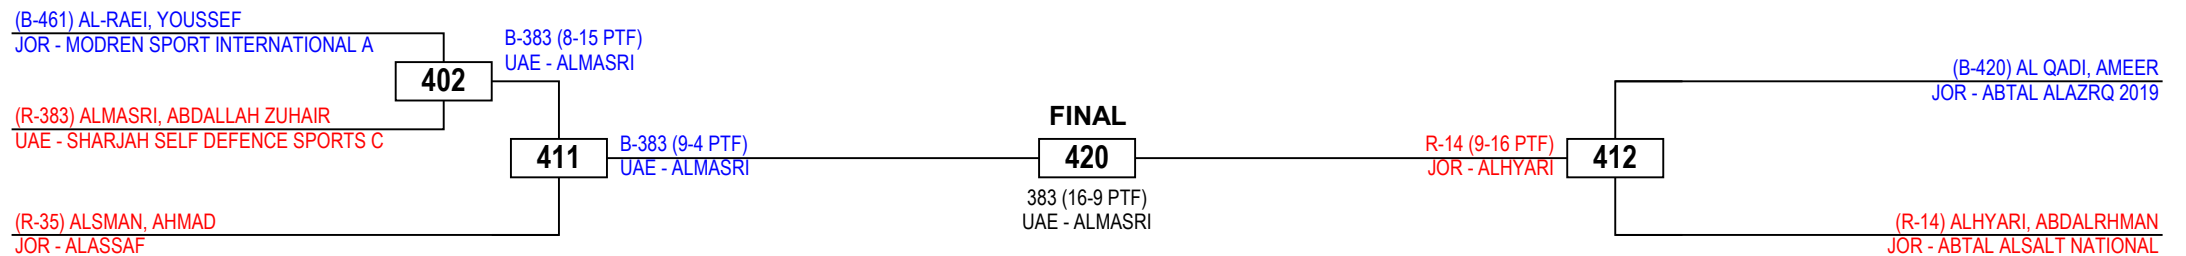 (B-461) AL-RAEI, YOUSSEF
JOR - MODREN SPORT INTERNATIONAL A
402
(R-383) ALMASRI, ABDALLAH ZUHAIR
UAE - SHARJAH SELF DEFENCE SPORTS C
B-383 (8-15 PTF)
UAE - ALMASRI
411
(R-35) ALSMAN, AHMAD
JOR - ALASSAF
B-383 (9-4 PTF)
UAE - ALMASRI
FINAL
420
383 (16-9 PTF)
UAE - ALMASRI
R-14 (9-16 PTF)
JOR - ALHYARI
412
(B-420) AL QADI, AMEER
JOR - ABTAL ALAZRQ 2019
(R-14) ALHYARI, ABDALRHMAN
JOR - ABTAL ALSALT NATIONAL